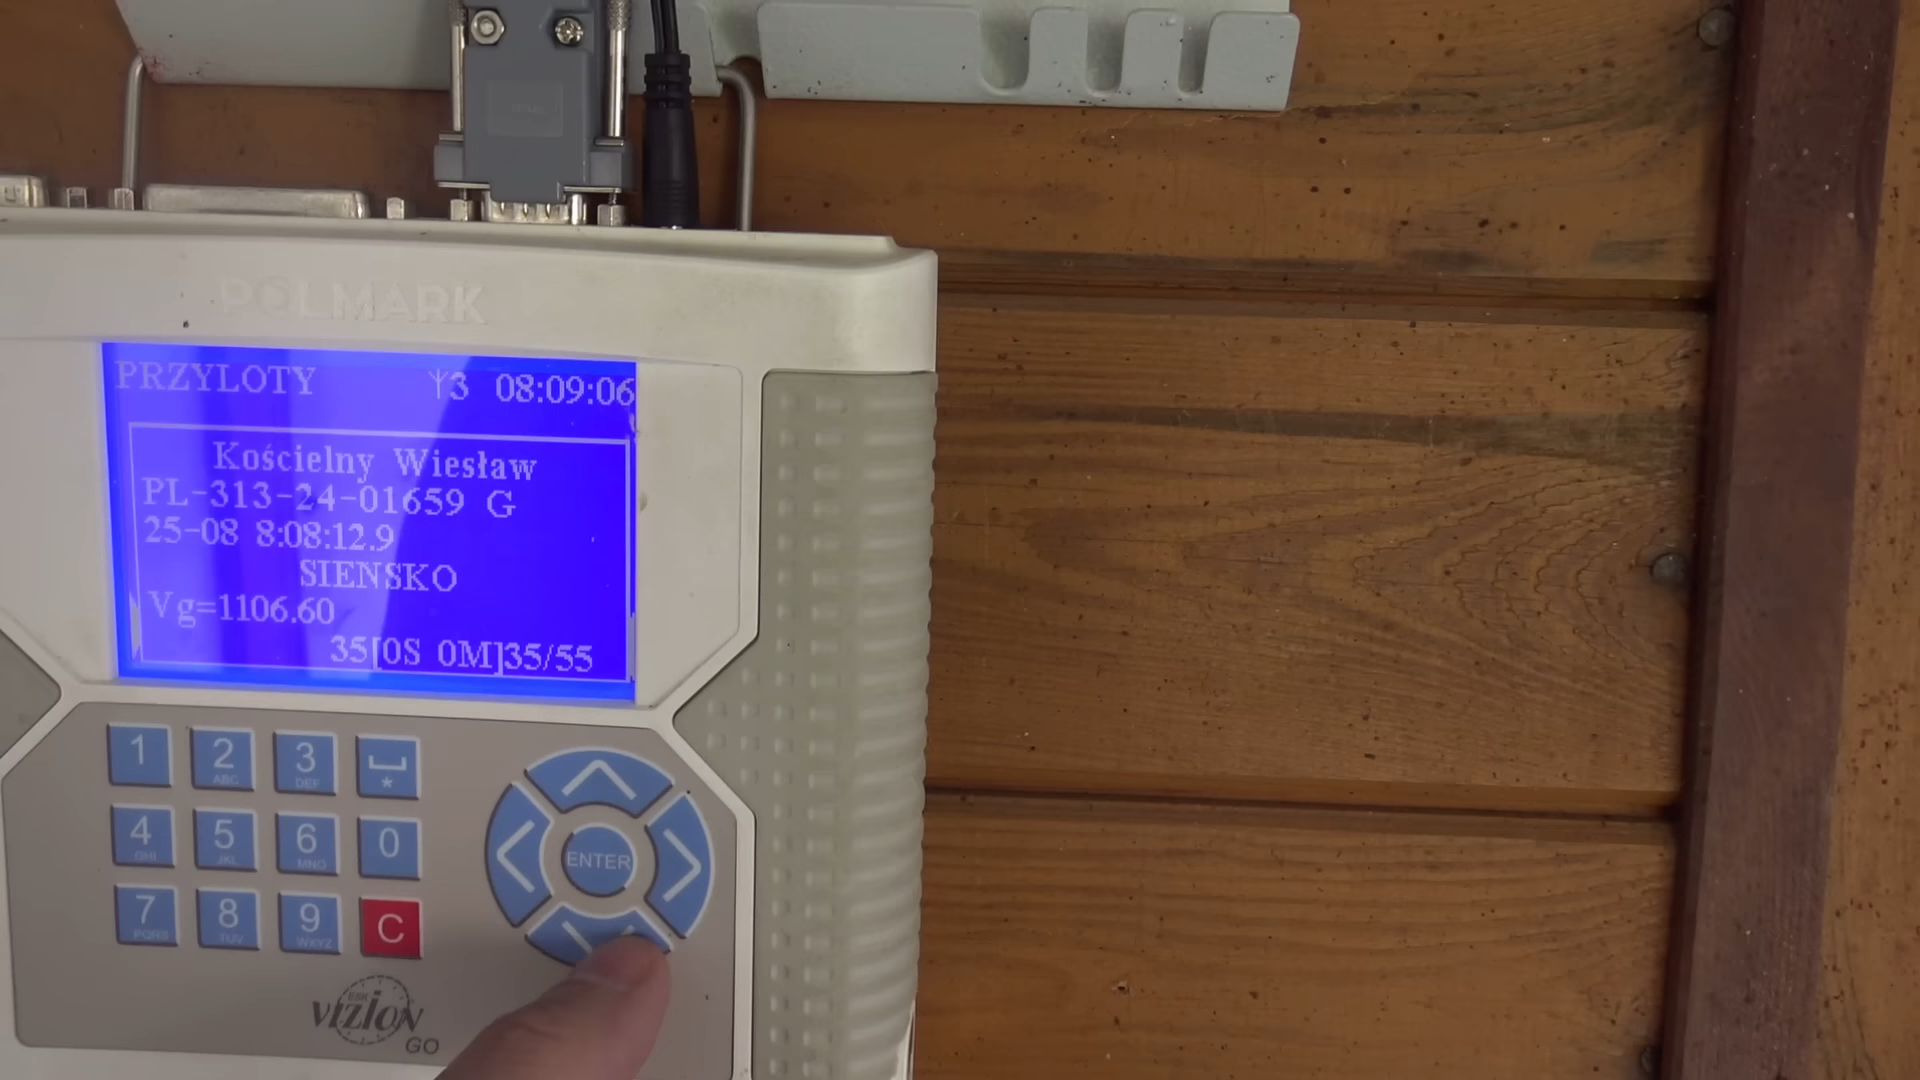 POLMARK
PRZYLOTY 3 08:09:06
Kościelny Wiesław
PL-313-24-01659 G
25-08 8:08:12.9
SIENSKO
Vg=1106.60
35[0S 0M]35/55
1 2 3
ABC DEF *
4 5 6 0
GHI JKL MNO
ENTER
7 8 9 C
PQRS TUV WXYZ
ESK
VIZION
GO